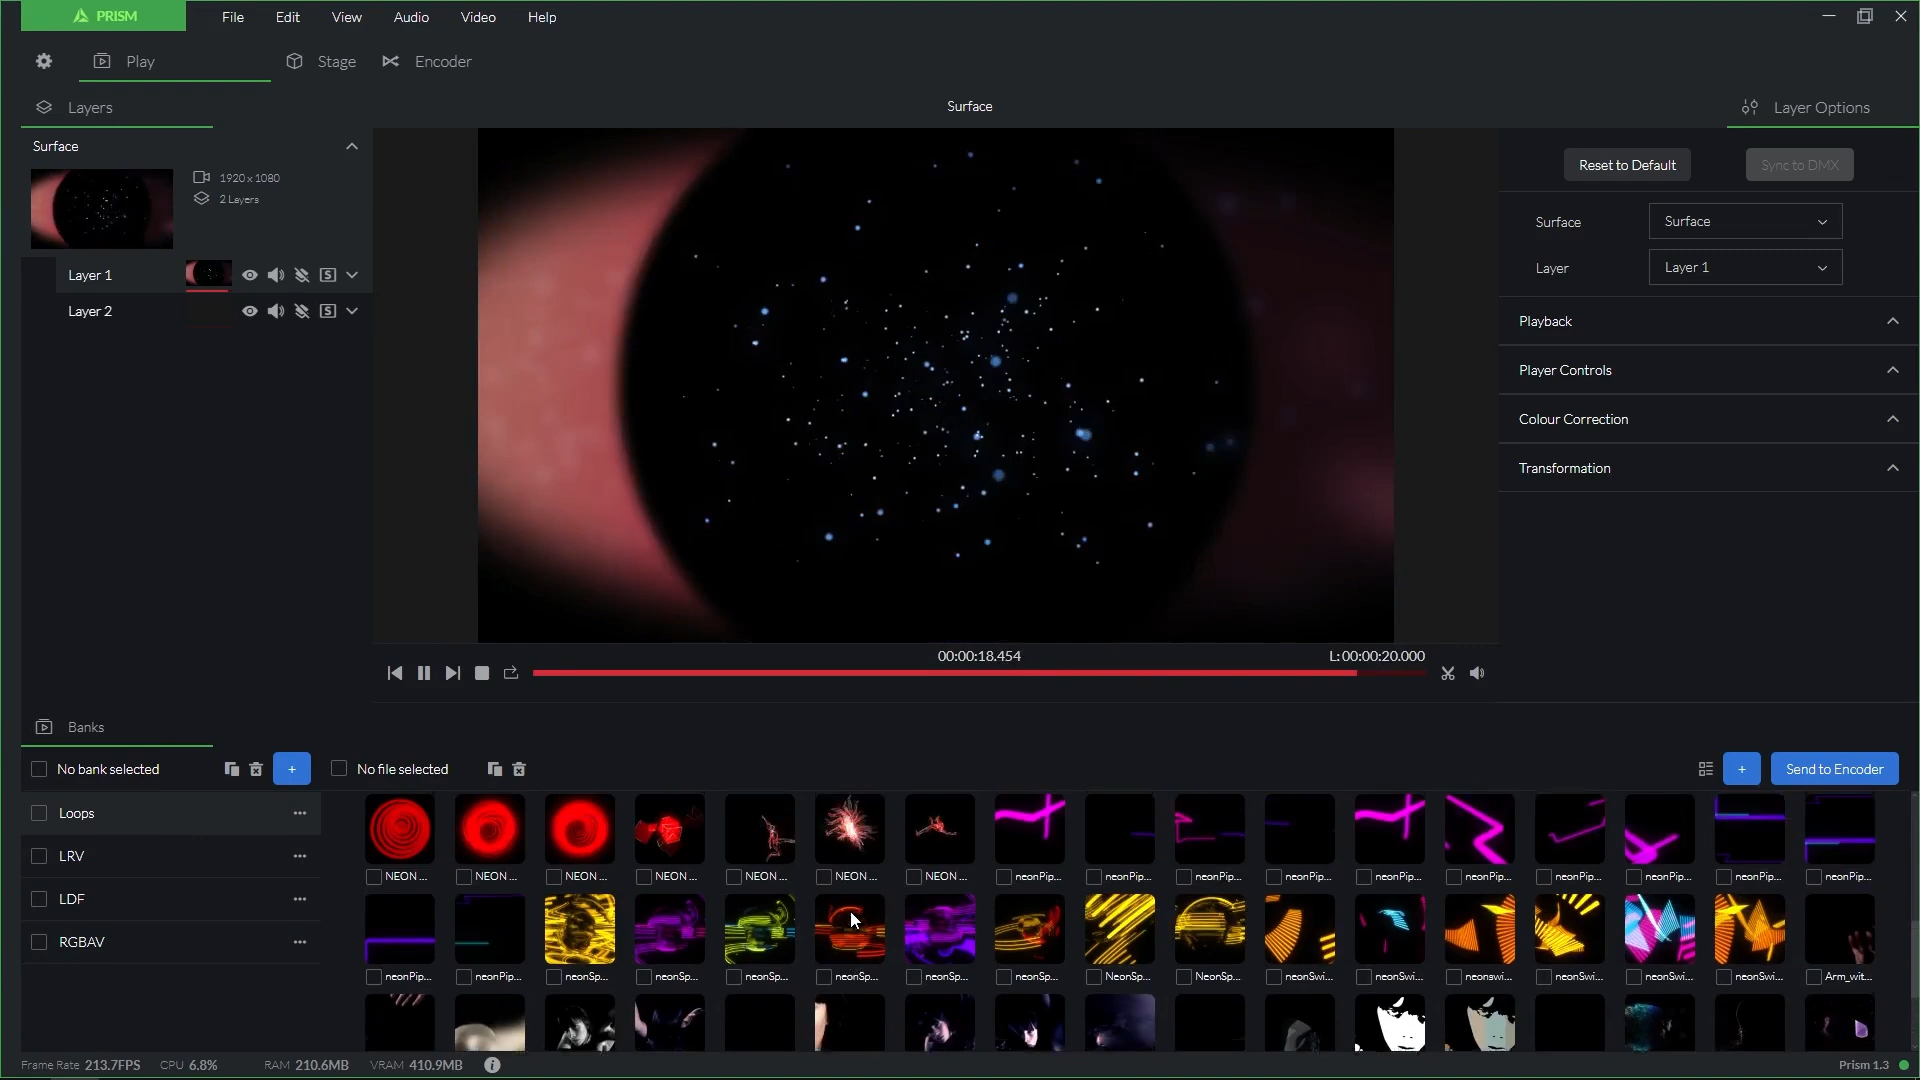 PRISM File Edit View Audio Video Help
Play Stage Encoder
Layers Surface Layer Options
Surface
1920x1080
2 Layers
Layer 1 S
Layer 2 S
Reset to Default Sync to DMX
Surface Surface
Layer Layer 1
Playback
Player Controls
Colour Correction
Transformation
00:00:18.454 L:00:00:20.000
Banks
No bank selected + No file selected + Send to Encoder
Loops
LRV
LDF
RGBAV
NEON ... NEON ... NEON ... NEON ... NEON ... NEON ... NEON ... neonPip... neonPip... neonPip... neonPip... neonPip... neonPip... neonPip... neonPip... neonPip... neonPip...
neonPip... neonPip... neonSp... neonSp... neonSp... neonSp... neonSp... neonSp... NeonSp... NeonSp... neonSwi... neonSwi... neonswi... neonSwi... neonSwi... neonSwi... Arm_wit...
Frame Rate 213.7FPS CPU 6.8% RAM 210.6MB VRAM 410.9MB Prism 1.3